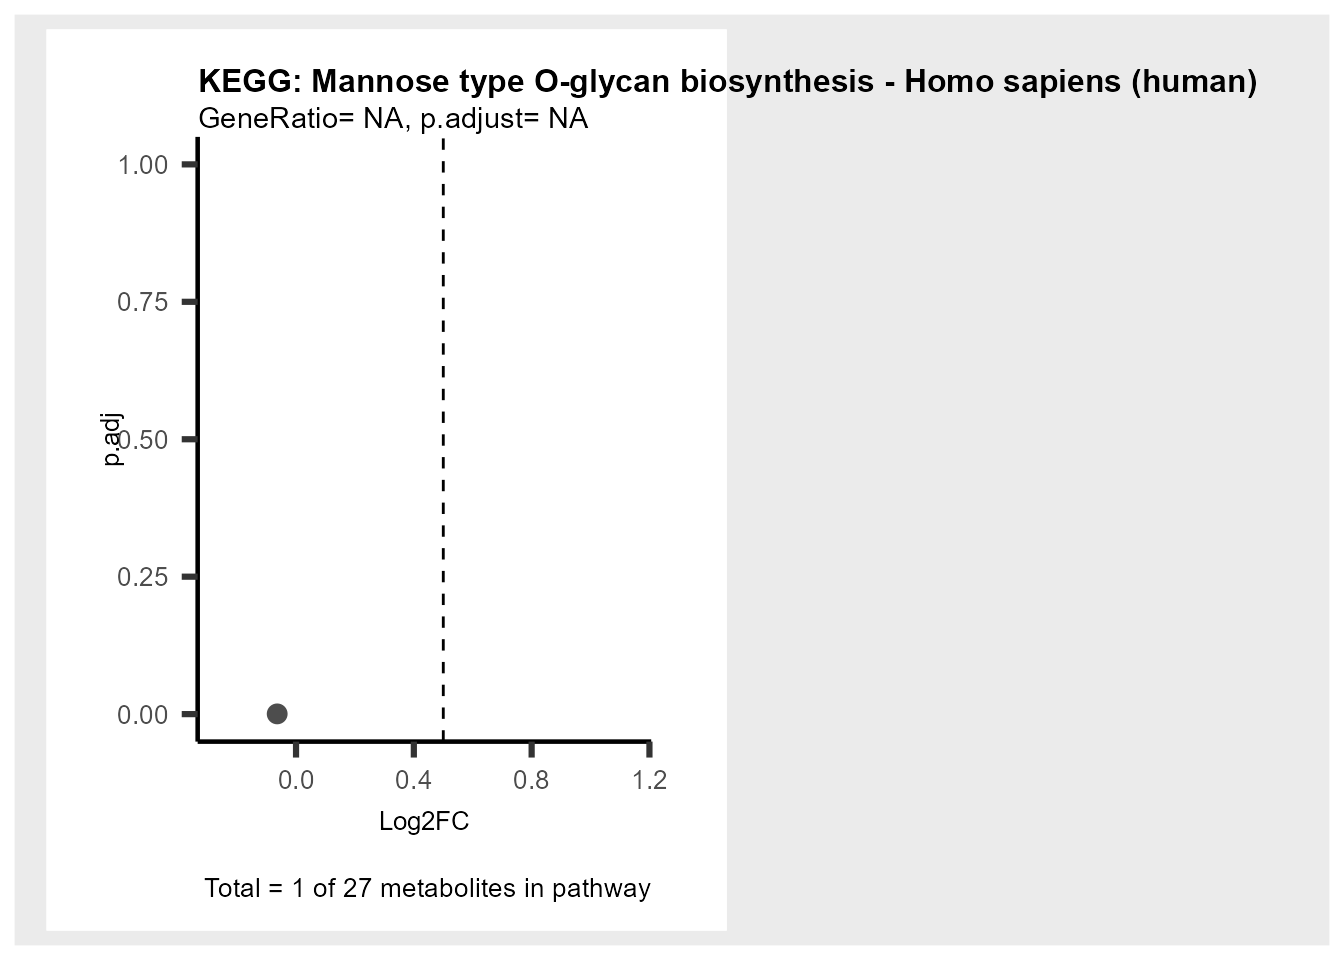 KEGG: Mannose type O-glycan biosynthesis - Homo sapiens (human)
GeneRatio= NA, p.adjust= NA
1.00
0.75
p.adj
0.50
0.25
0.00
0.0 0.4 0.8 1.2
Log2FC
Total = 1 of 27 metabolites in pathway